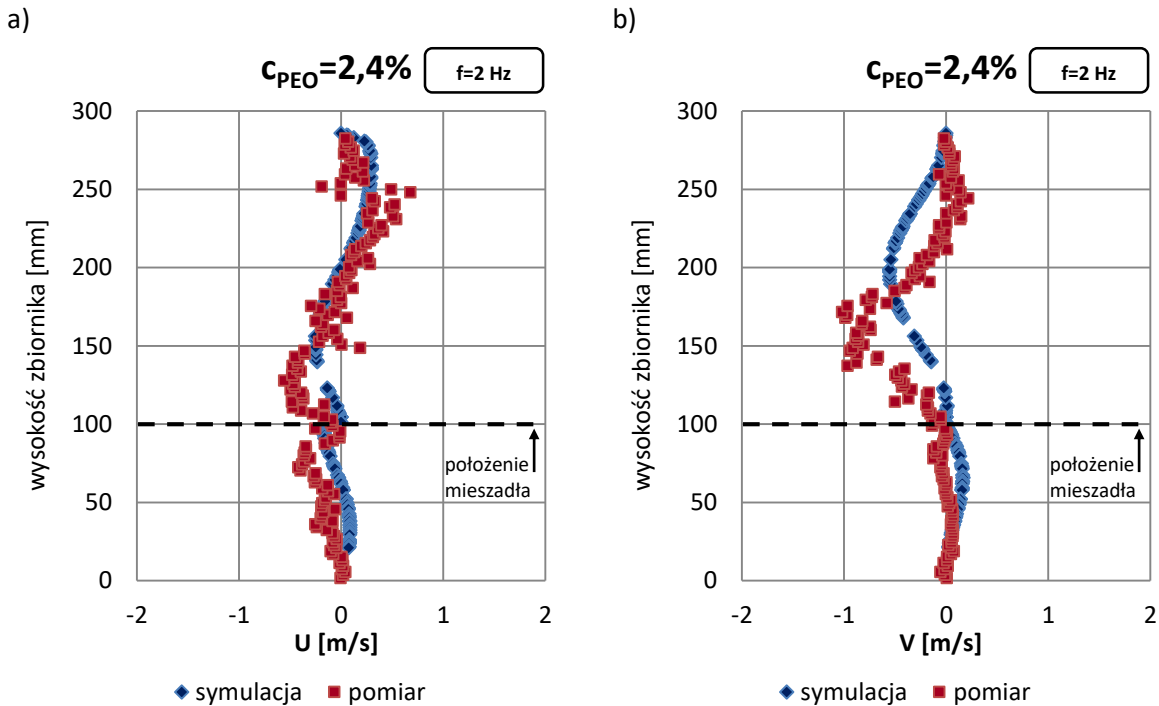 a)
c_PEO=2,4%
f=2 Hz
wysokość zbiornika [mm]
300
250
200
150
100
50
0
położenie
mieszadła
-2 -1 0 1 2
U [m/s]
symulacja pomiar
b)
c_PEO=2,4%
f=2 Hz
wysokość zbiornika [mm]
300
250
200
150
100
50
0
położenie
mieszadła
-2 -1 0 1 2
V [m/s]
symulacja pomiar